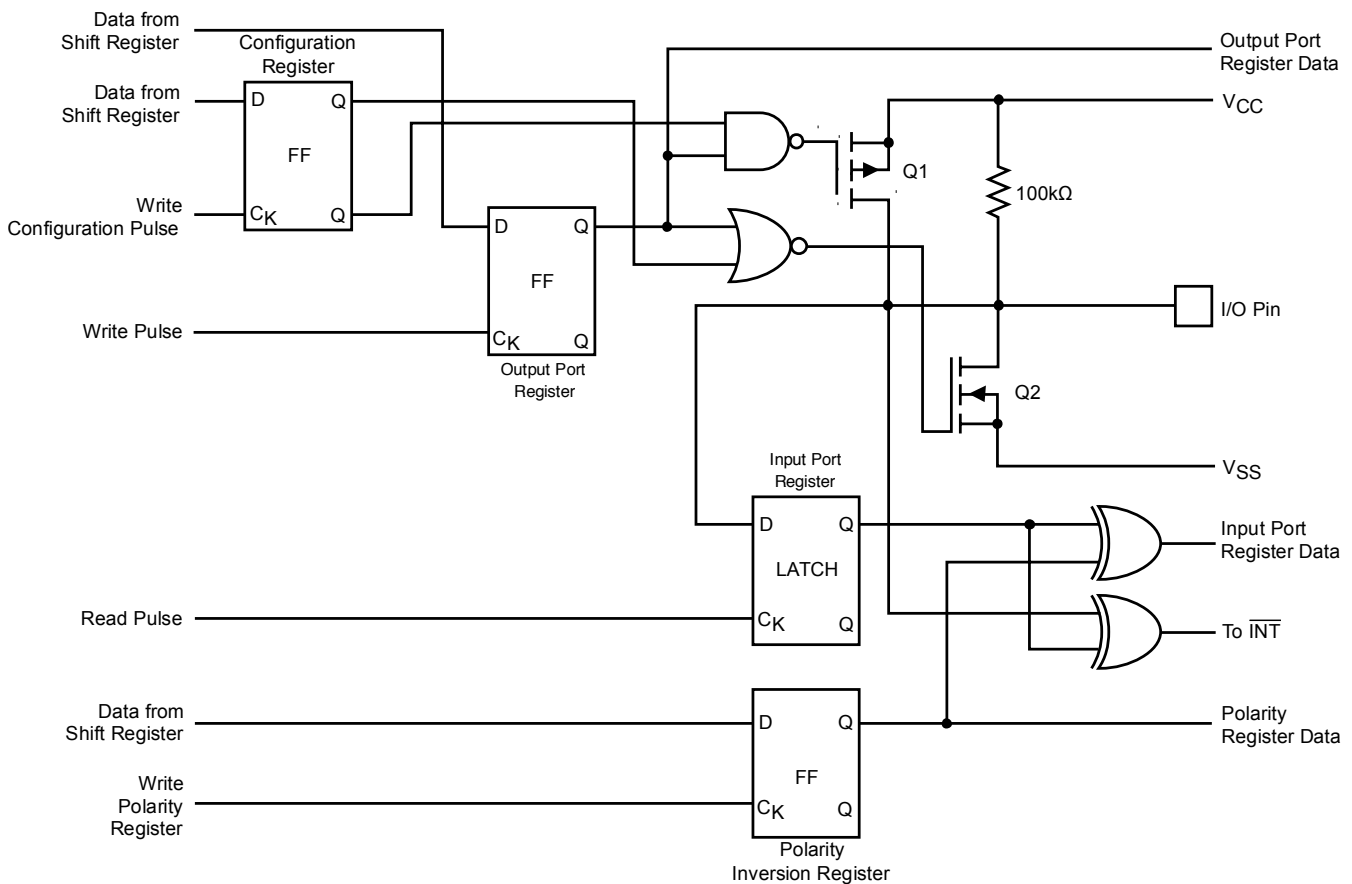 Data from
Shift Register
Configuration
Register
Output Port
Register Data
Data from
Shift Register
D
Q
FF
Write
Configuration Pulse
CK
Q
VCC
Q1
100kΩ
D
Q
FF
Write Pulse
CK
Q
Output Port
Register
I/O Pin
Q2
VSS
Input Port
Register
D
Q
LATCH
Read Pulse
CK
Q
Input Port
Register Data
To INT
Data from
Shift Register
D
Q
FF
Polarity
Register Data
Write
Polarity
Register
CK
Q
Polarity
Inversion Register